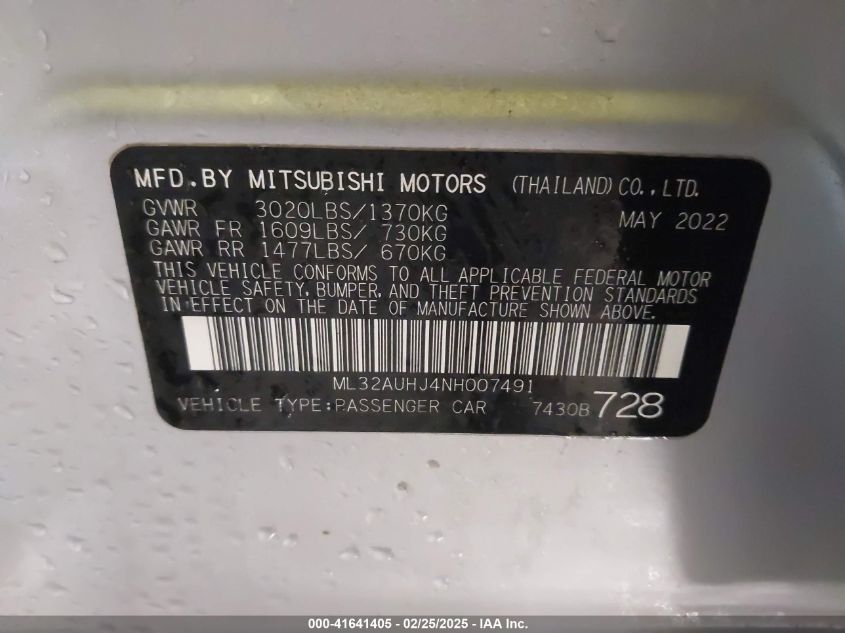 MFD.BY MITSUBISHI MOTORS (THAILAND) CO.,LTD.
GVWR 3020LBS/1370KG MAY 2022
GAWR FR 1609LBS/ 730KG
GAWR RR 1477LBS/ 670KG
THIS VEHICLE CONFORMS TO ALL APPLICABLE FEDERAL MOTOR
VEHICLE SAFETY, BUMPER, AND THEFT PREVENTION STANDARDS
IN EFFECT ON THE DATE OF MANUFACTURE SHOWN ABOVE.
ML32AUHJ4NH007491
VEHICLE TYPE:PASSENGER CAR 7430B 728
000-41641405 - 02/25/2025 - IAA Inc.